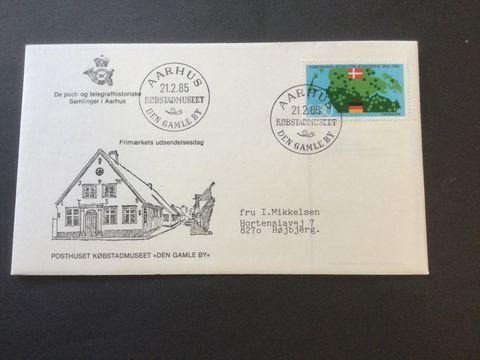 De post- og telegrafhistoriske
Samlinger i Aarhus
AARHUS
21.2.85
KØBSTADMUSEET
DEN GAMLE BY
AARHUS
21.2.85
KØBSTADMUSEET
DEN GAMLE BY
Frimærkets udsendelsesdag
fru I.Mikkelsen
Hortensiavej 7
8270 Højbjerg.
POSTHUSET KØBSTADMUSEET »DEN GAMLE BY«